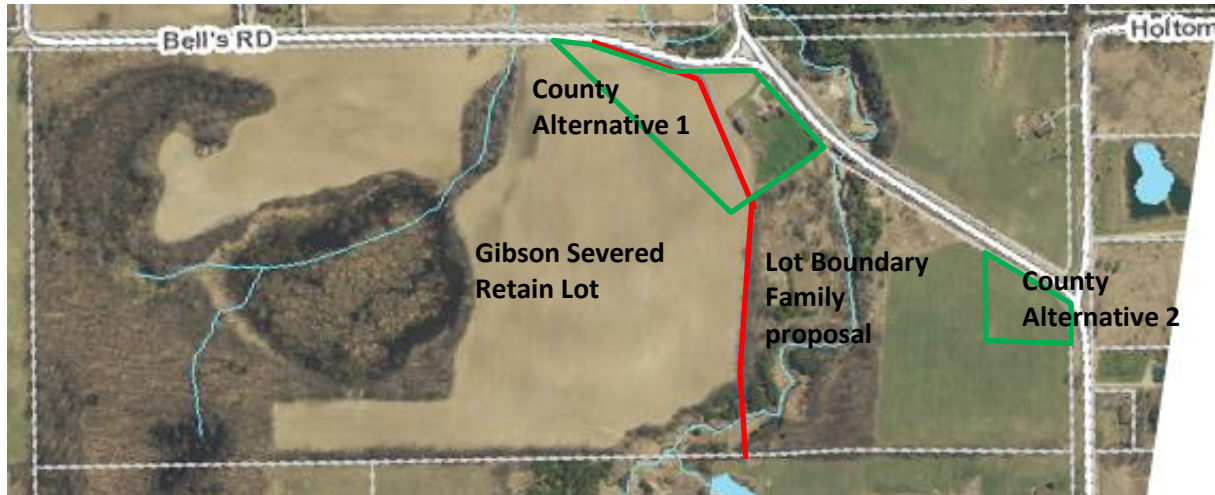 Bell's RD
Holtom
County
Alternative 1
Gibson Severed
Retain Lot
Lot Boundary
Family
proposal
County
Alternative 2